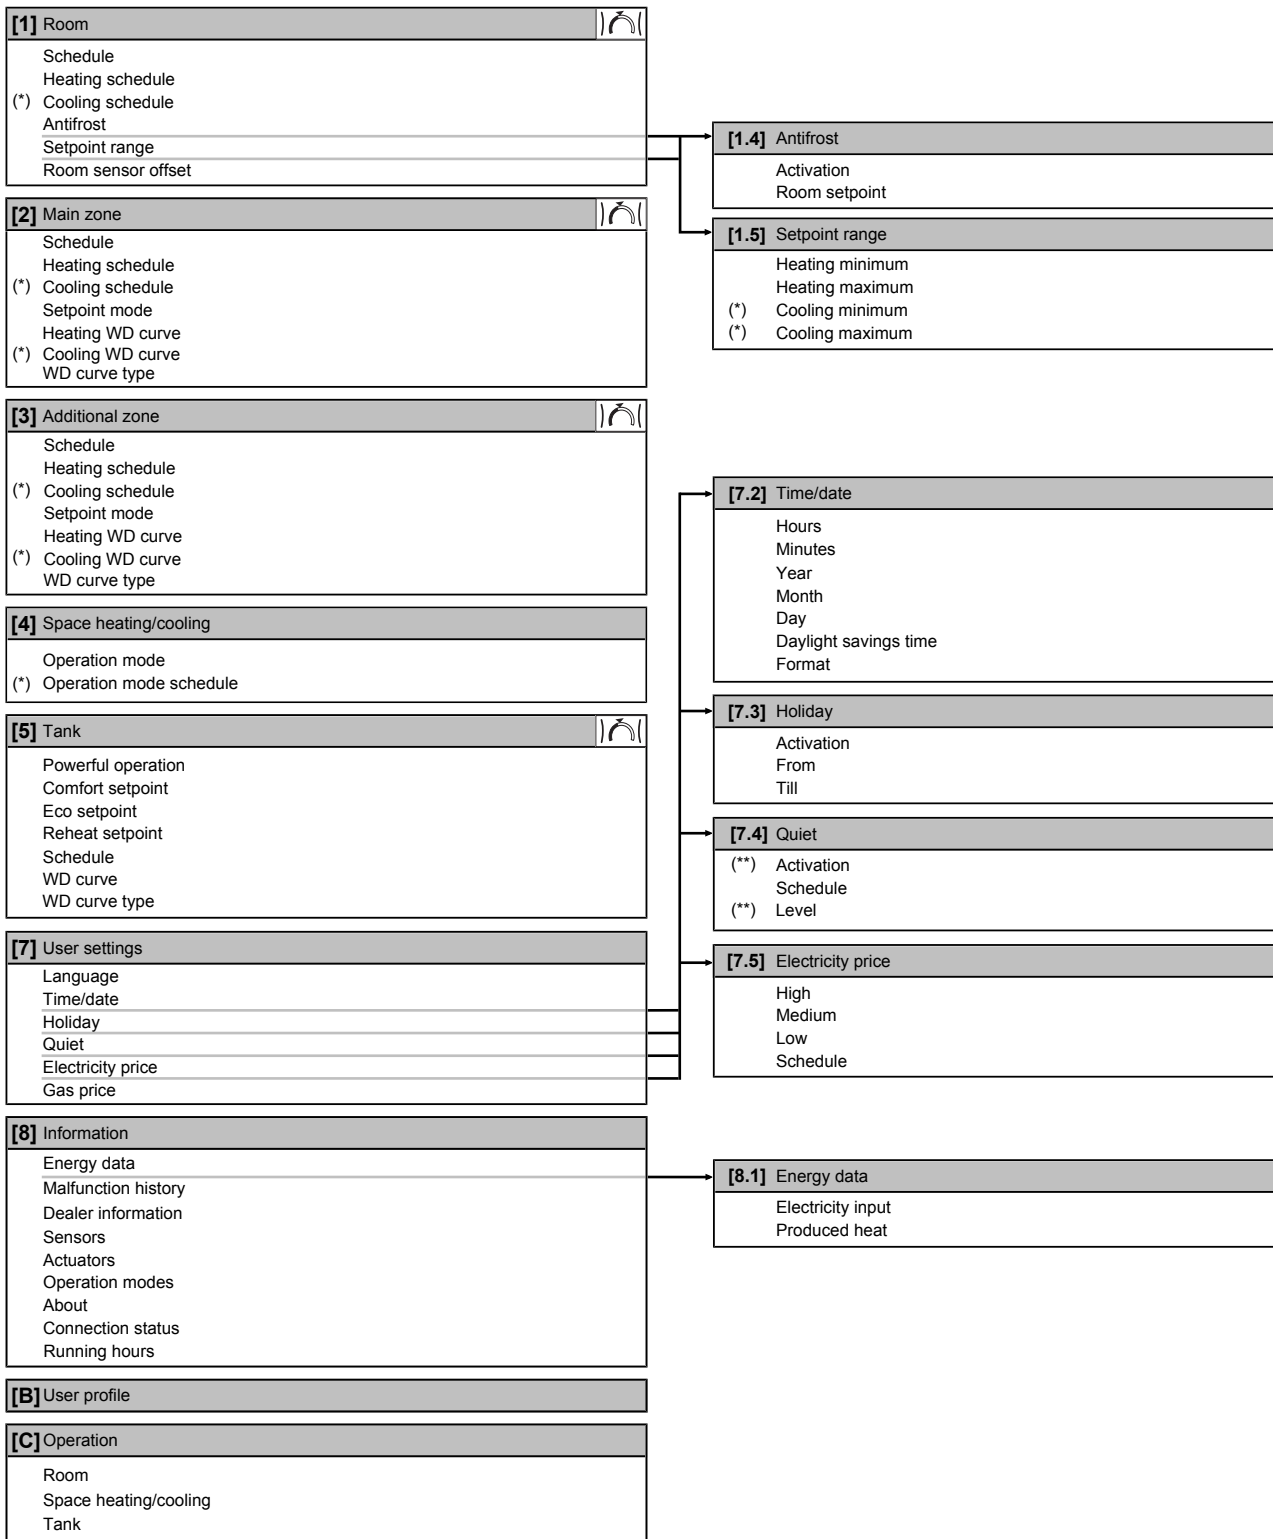 [1] Room
Schedule
Heating schedule
(*) Cooling schedule
Antifrost
Setpoint range
Room sensor offset
[1.4] Antifrost
Activation
Room setpoint
[1.5] Setpoint range
Heating minimum
Heating maximum
(*) Cooling minimum
(*) Cooling maximum
[2] Main zone
Schedule
Heating schedule
(*) Cooling schedule
Setpoint mode
Heating WD curve
(*) Cooling WD curve
WD curve type
[3] Additional zone
Schedule
Heating schedule
(*) Cooling schedule
Setpoint mode
Heating WD curve
(*) Cooling WD curve
WD curve type
[4] Space heating/cooling
Operation mode
(*) Operation mode schedule
[5] Tank
Powerful operation
Comfort setpoint
Eco setpoint
Reheat setpoint
Schedule
WD curve
WD curve type
[7] User settings
Language
Time/date
Holiday
Quiet
Electricity price
Gas price
[7.2] Time/date
Hours
Minutes
Year
Month
Day
Daylight savings time
Format
[7.3] Holiday
Activation
From
Till
[7.4] Quiet
(**) Activation
Schedule
(**) Level
[7.5] Electricity price
High
Medium
Low
Schedule
[8] Information
Energy data
Malfunction history
Dealer information
Sensors
Actuators
Operation modes
About
Connection status
Running hours
[8.1] Energy data
Electricity input
Produced heat
[B] User profile
[C] Operation
Room
Space heating/cooling
Tank